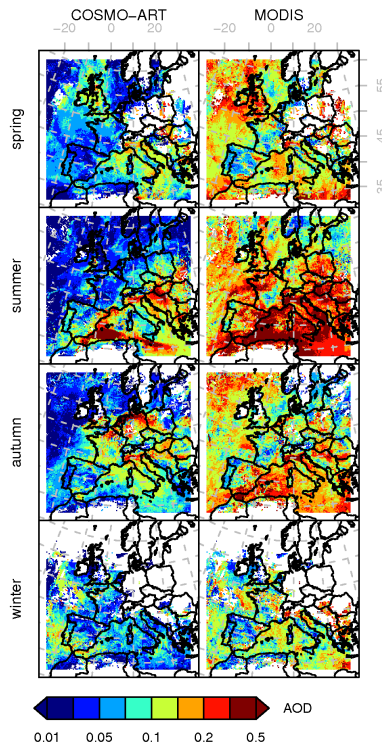 COSMO-ART MODIS
-20 0 20 -20 0 20
spring
55
45
35
summer
autumn
winter
AOD
0.01 0.05 0.1 0.2 0.5